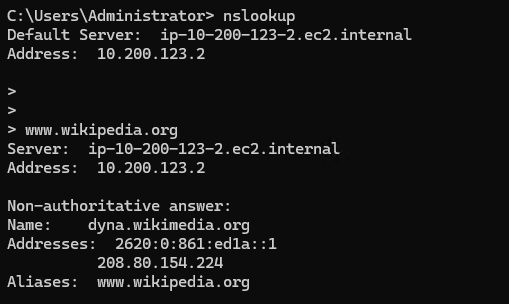 C:\Users\Administrator> nslookup
Default Server:  ip-10-200-123-2.ec2.internal
Address:  10.200.123.2
>
>
> www.wikipedia.org
Server:  ip-10-200-123-2.ec2.internal
Address:  10.200.123.2
Non-authoritative answer:
Name:    dyna.wikimedia.org
Addresses:  2620:0:861:ed1a::1
          208.80.154.224
Aliases:  www.wikipedia.org